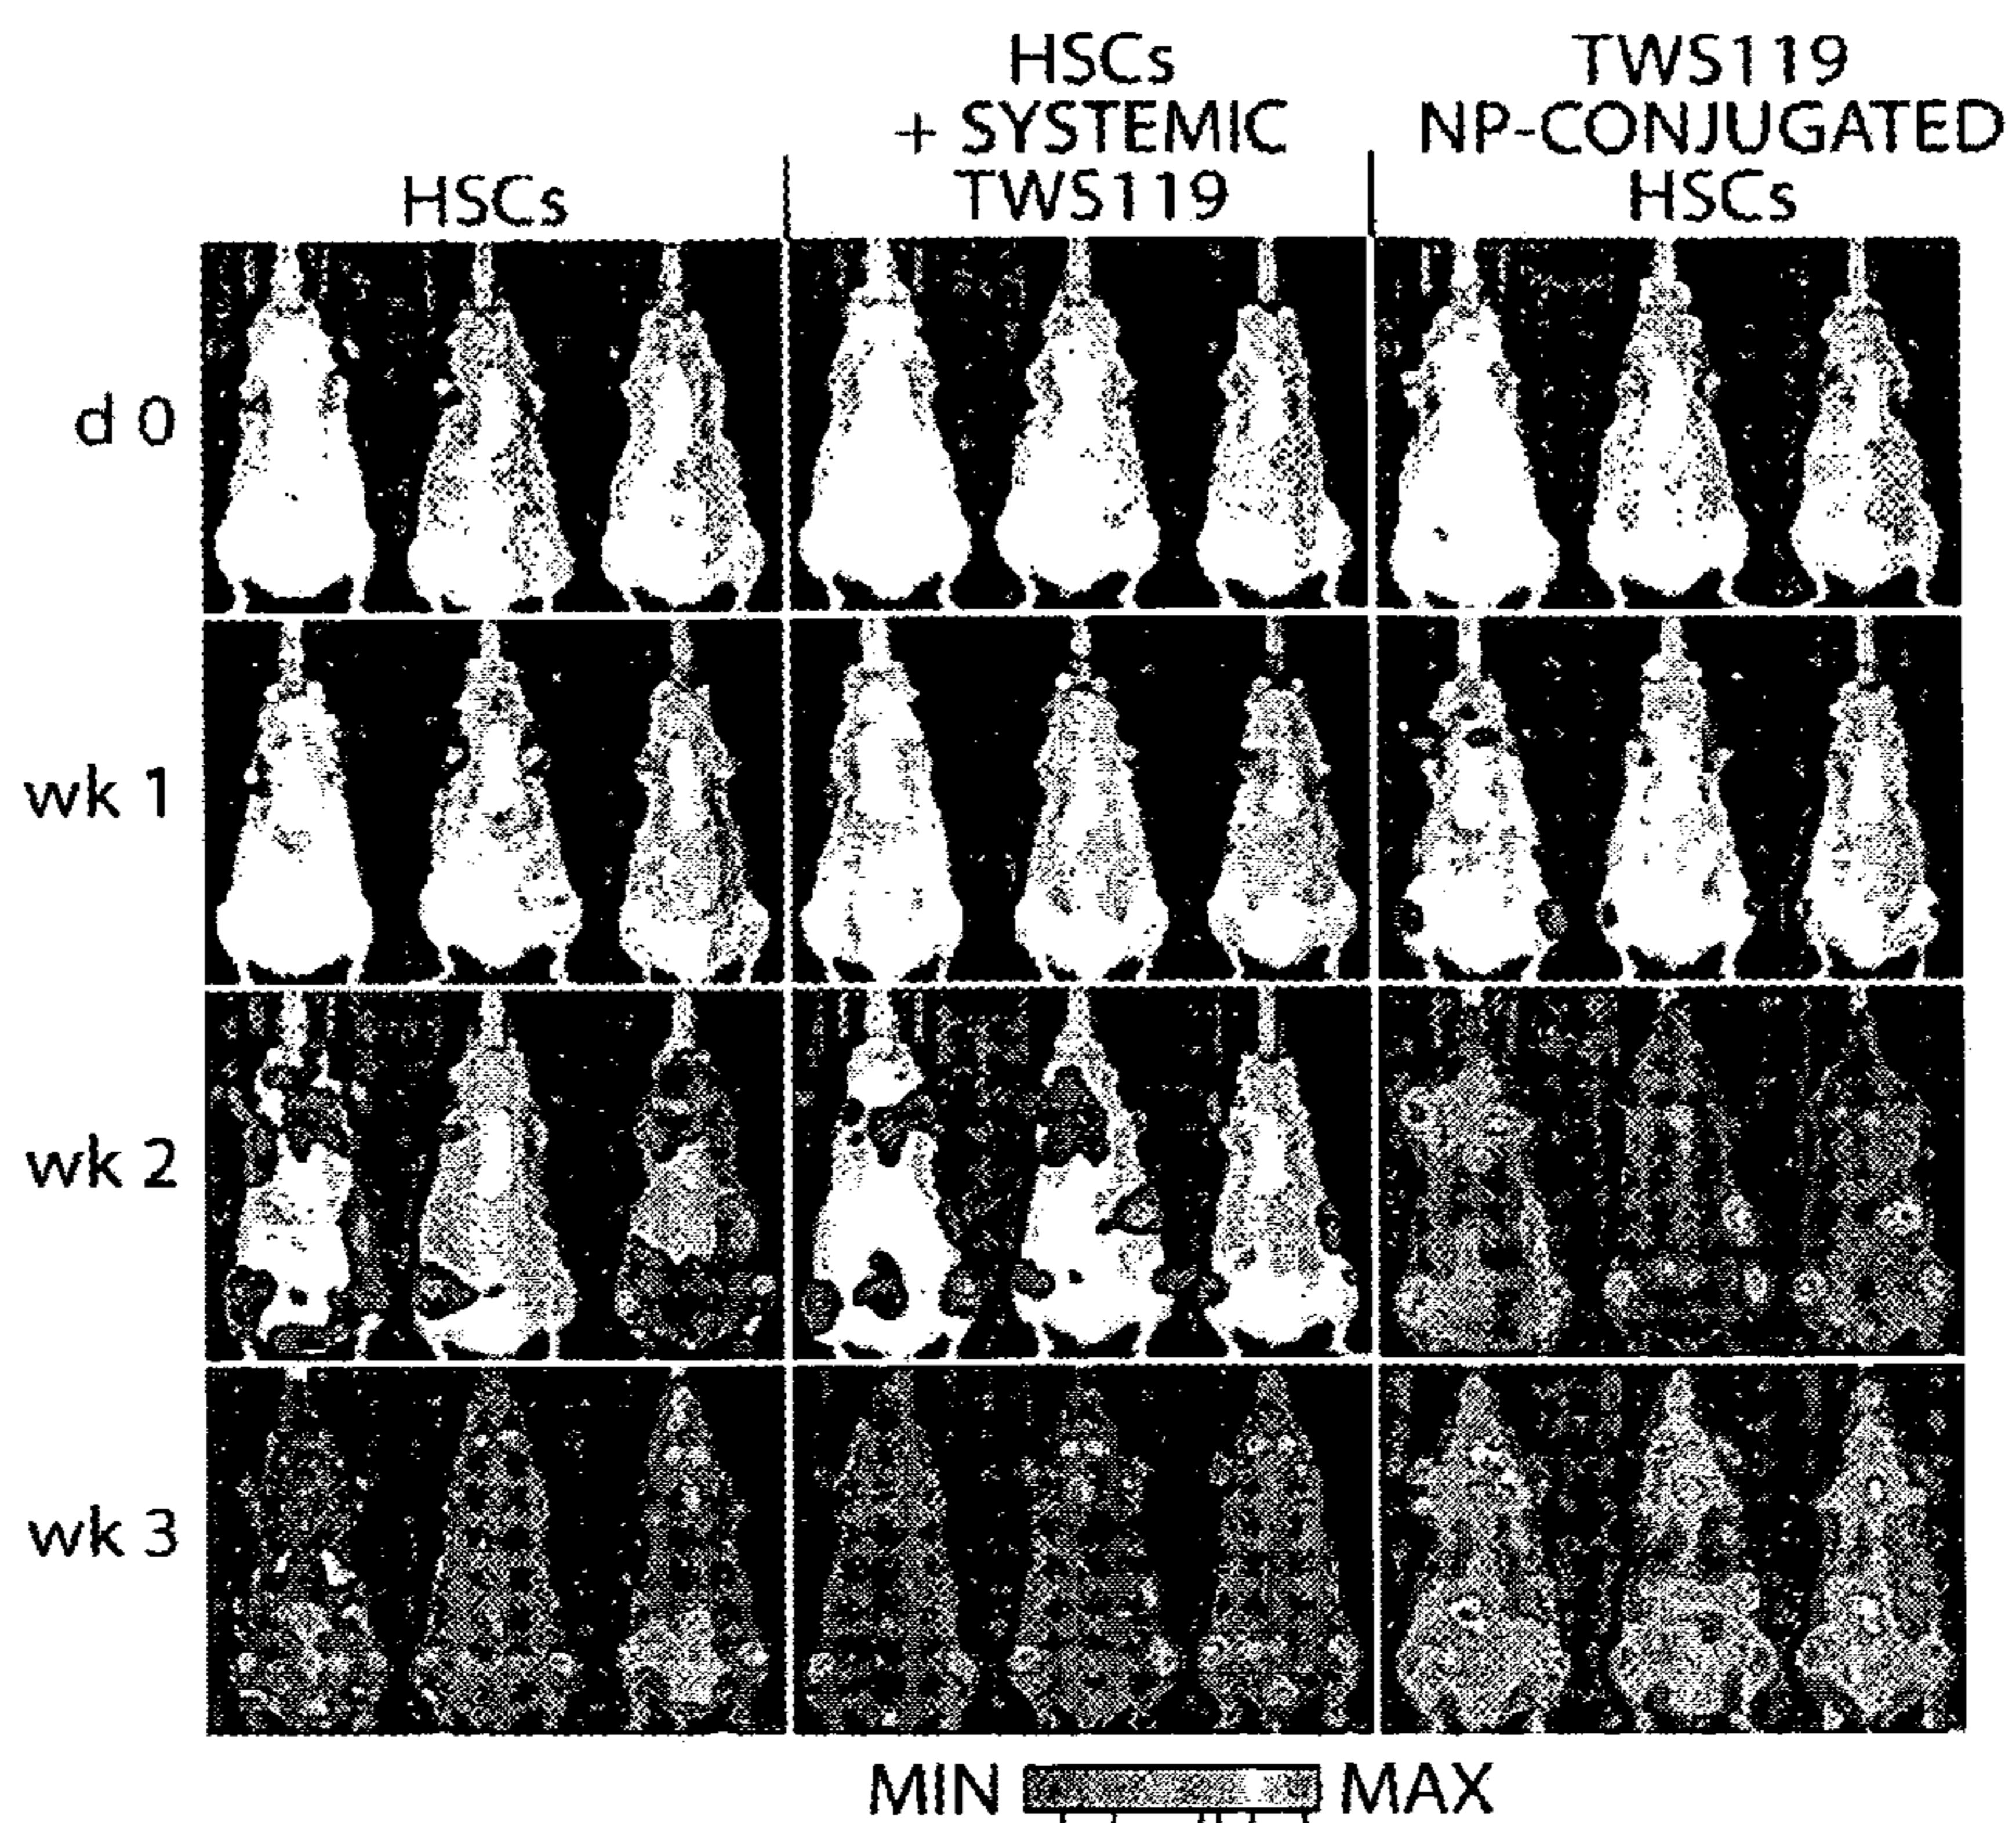 HSCs
HSCs
+ SYSTEMIC
TWS119
TWS119
NP-CONJUGATED
HSCs
d 0
wk 1
wk 2
wk 3
MIN
MAX